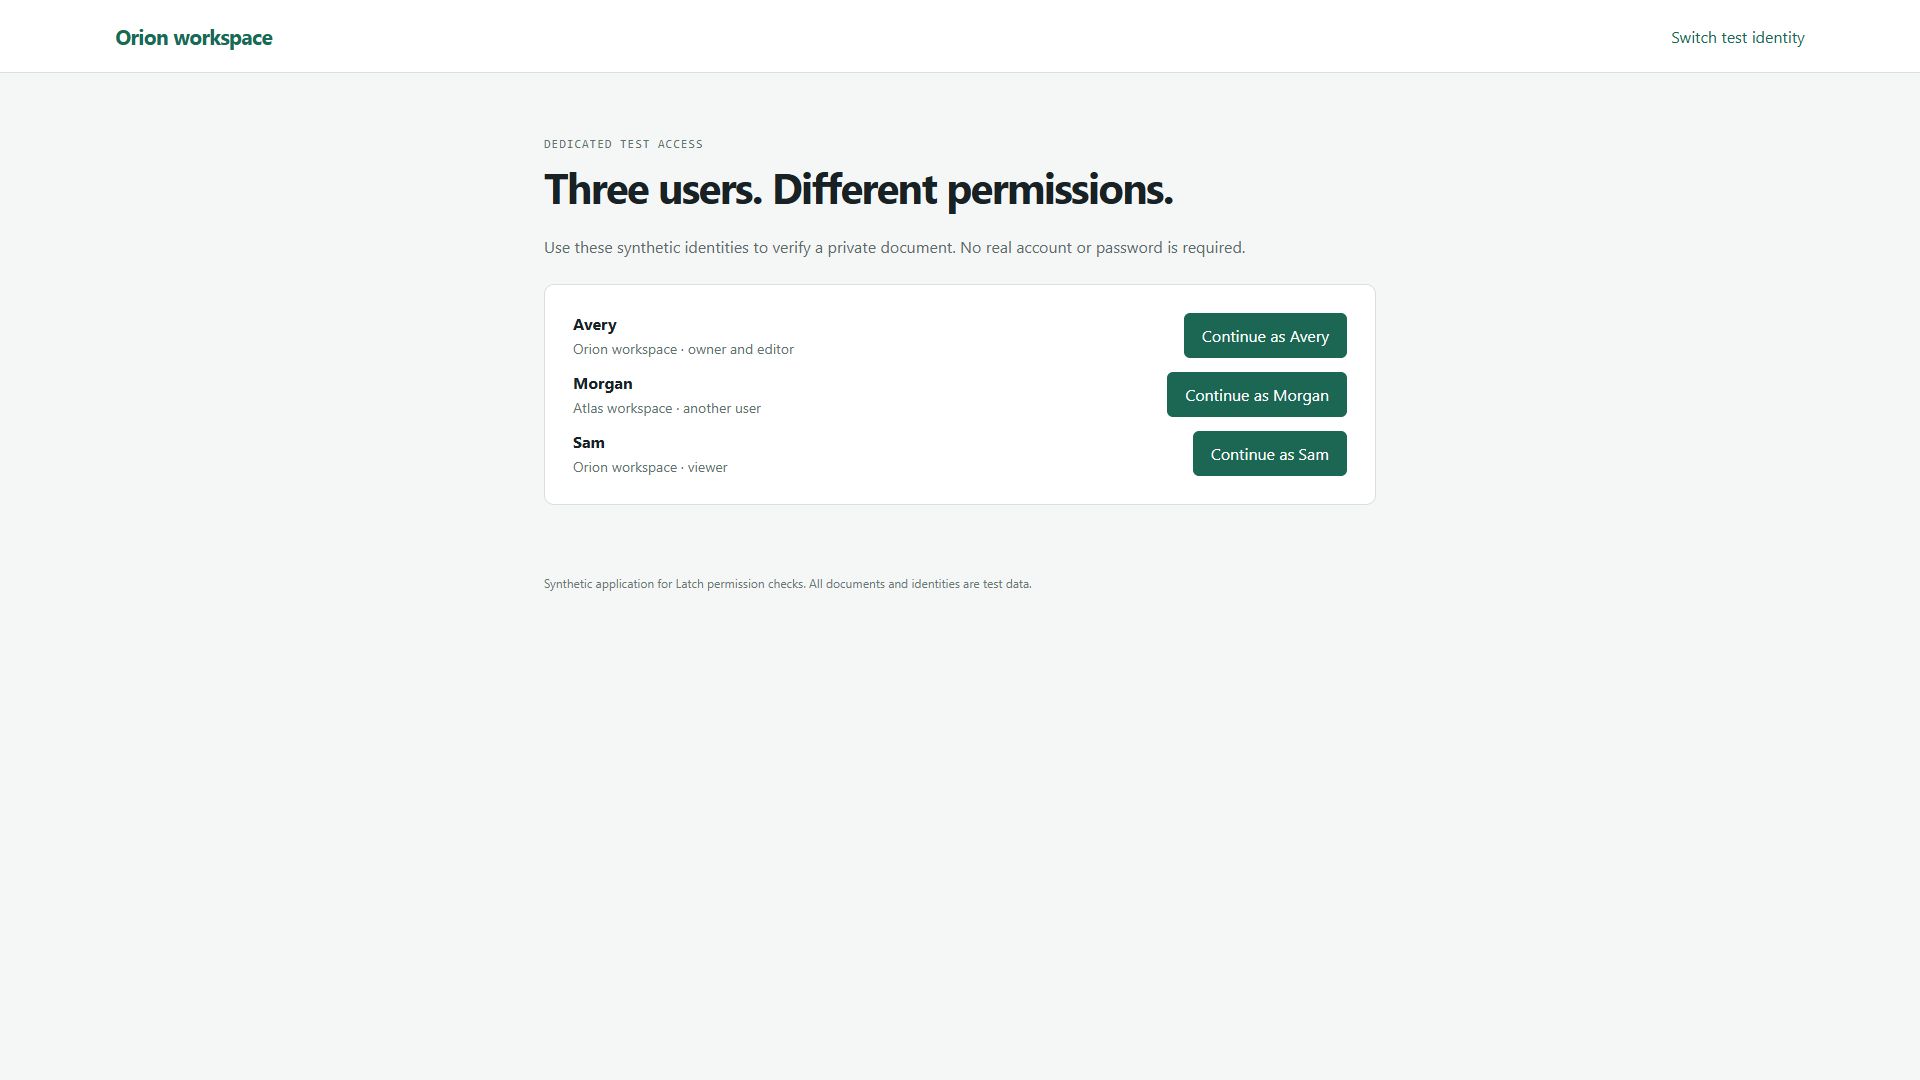 Orion workspace
Switch test identity
DEDICATED TEST ACCESS
Three users. Different permissions.
Use these synthetic identities to verify a private document. No real account or password is required.
Avery
Orion workspace · owner and editor
Continue as Avery
Morgan
Atlas workspace · another user
Continue as Morgan
Sam
Orion workspace · viewer
Continue as Sam
Synthetic application for Latch permission checks. All documents and identities are test data.